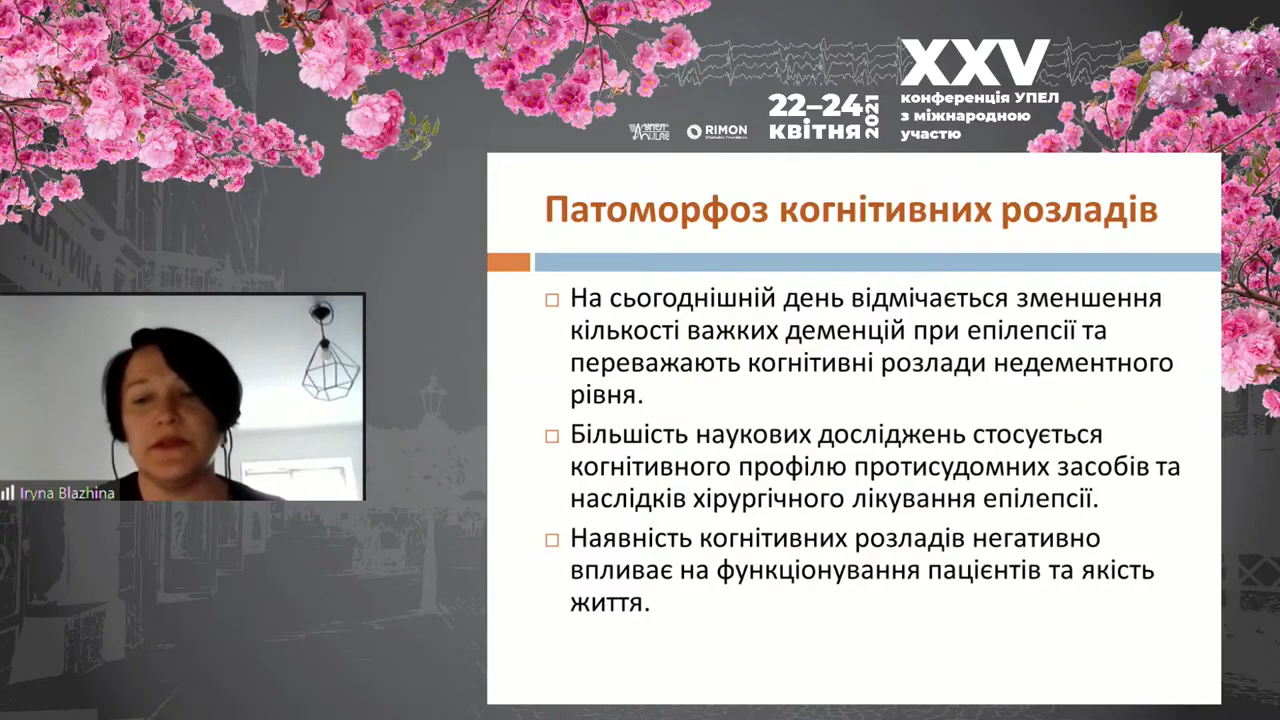 XXV
22–24
квітня
2021
конференція УПЕЛ
з міжнародною
участю
RIMON
Патоморфоз когнітивних розладів
На сьогоднішній день відмічається зменшення
кількості важких деменцій при епілепсії та
переважають когнітивні розлади недементного
рівня.
Більшість наукових досліджень стосується
когнітивного профілю протисудомних засобів та
наслідків хірургічного лікування епілепсії.
Наявність когнітивних розладів негативно
впливає на функціонування пацієнтів та якість
життя.
Iryna Blazhina